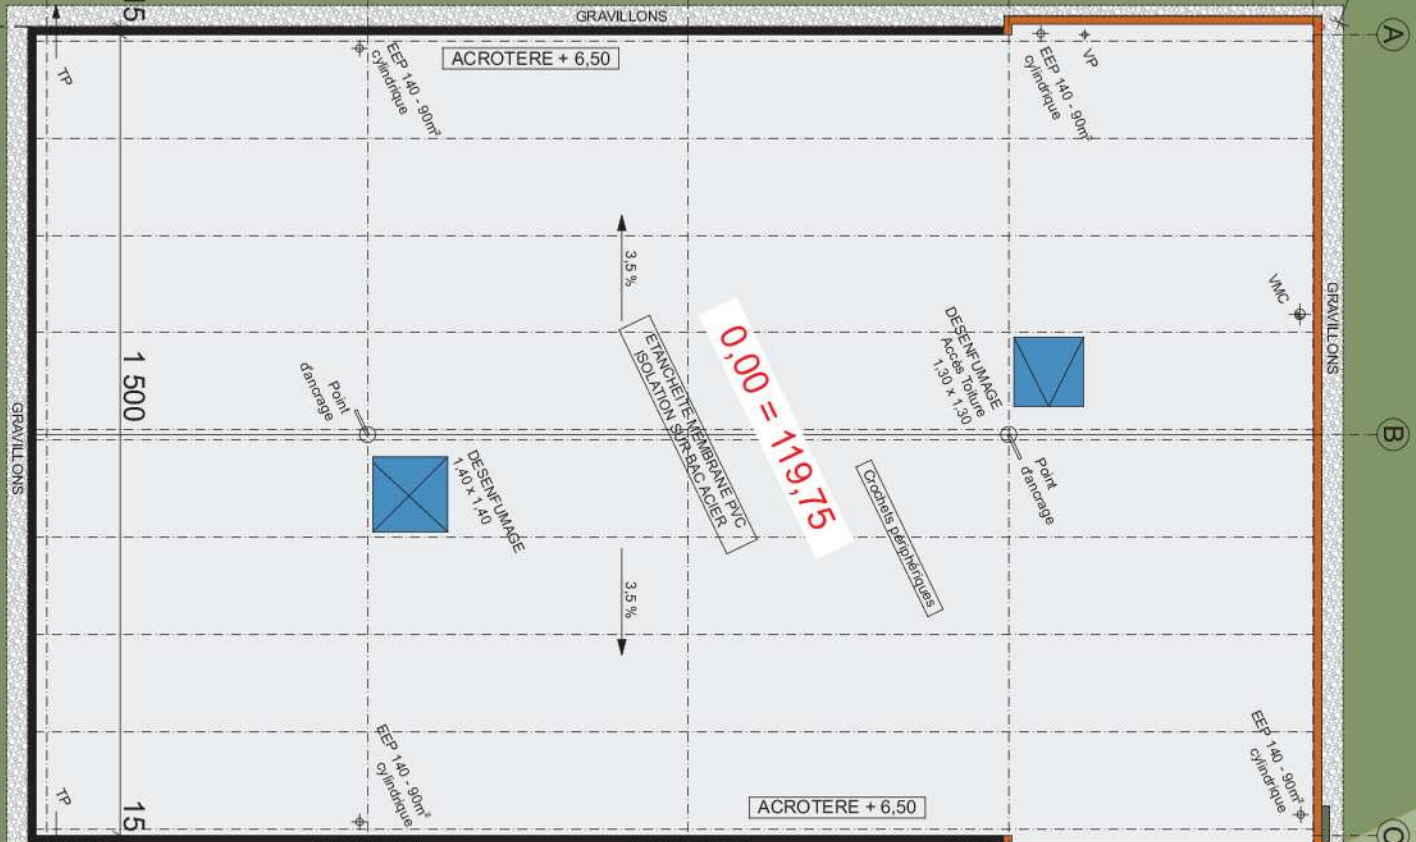 15
GRAVILLONS
A
TP
EEP 140 - 90m²
cylindrique
ACROTERE + 6,50
EEP 140 - 90m²
cylindrique
VP
3,5 %
VMC
GRAVILLONS
1 500
Point
d'ancrage
ETANCHEITE MEMBRANE PVC
ISOLATION SUR BAC ACIER
0,00 = 119,75
DESENFUMAGE
Accès Toiture
1,30 x 1,30
B
GRAVILLONS
DESENFUMAGE
1,40 x 1,40
Crochets périphériques
Point
d'ancrage
3,5 %
EEP 140 - 90m²
cylindrique
EEP 140 - 90m²
cylindrique
TP
15
ACROTERE + 6,50
C